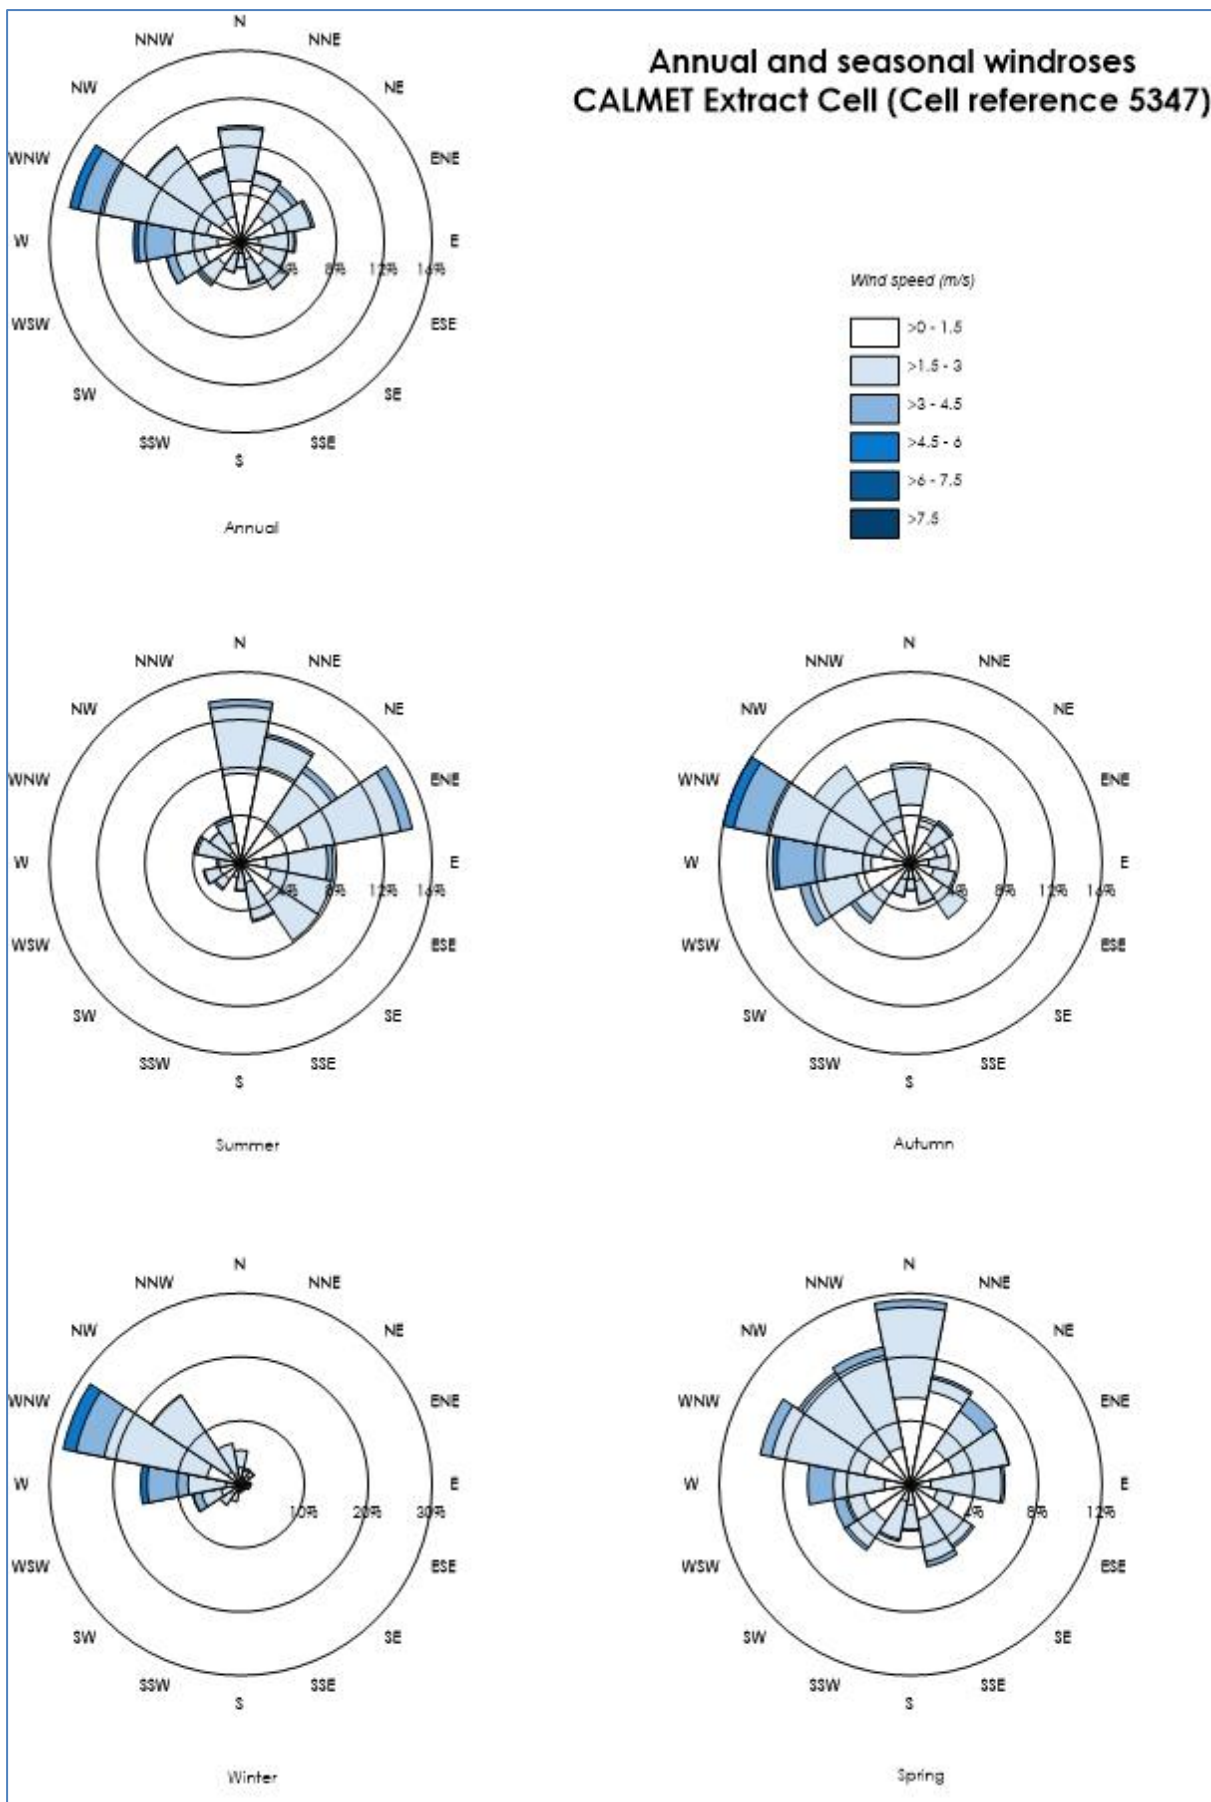 Annual and seasonal windroses
CALMET Extract Cell (Cell reference 5347)
N
NNW
NNE
NW
NE
WNW
ENE
W
E
4%
8%
12%
16%
WSW
ESE
SW
SE
SSW
SSE
S
Annual
Wind speed (m/s)
>0 - 1.5
>1.5 - 3
>3 - 4.5
>4.5 - 6
>6 - 7.5
>7.5
N
NNW
NNE
NW
NE
WNW
ENE
W
E
4%
8%
12%
16%
WSW
ESE
SW
SE
SSW
SSE
S
Summer
N
NNW
NNE
NW
NE
WNW
ENE
W
E
4%
8%
12%
16%
WSW
ESE
SW
SE
SSW
SSE
S
Autumn
N
NNW
NNE
NW
NE
WNW
ENE
W
E
10%
20%
30%
WSW
ESE
SW
SE
SSW
SSE
S
Winter
N
NNW
NNE
NW
NE
WNW
ENE
W
E
4%
8%
12%
WSW
ESE
SW
SE
SSW
SSE
S
Spring